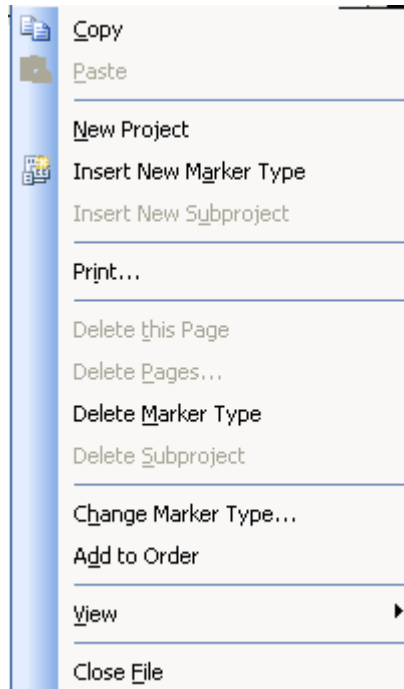 Copy
Paste
New Project
Insert New Marker Type
Insert New Subproject
Print...
Delete this Page
Delete Pages...
Delete Marker Type
Delete Subproject
Change Marker Type...
Add to Order
View
Close File